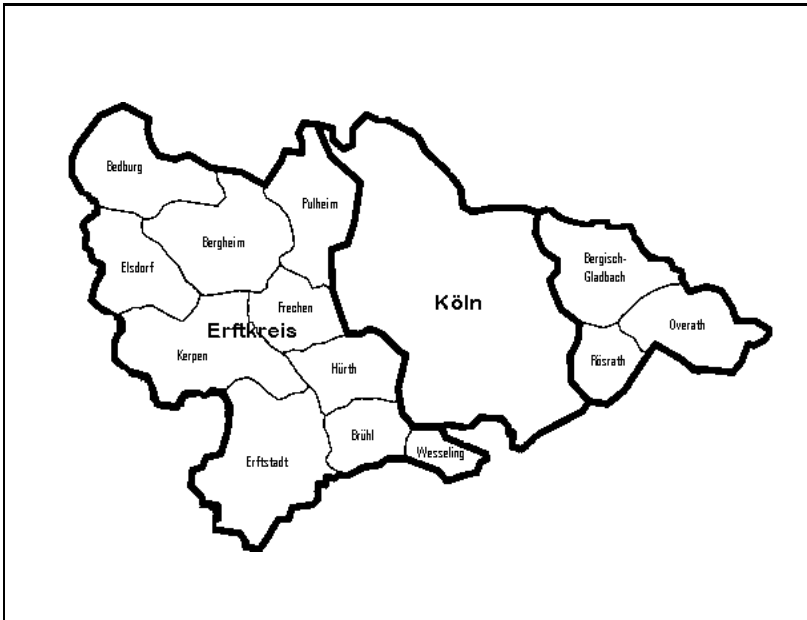 Bedburg
Pulheim
Bergheim
Elsdorf
Bergisch-
Gladbach
Köln
Frechen
Erftkreis
Overath
Kerpen
Rösrath
Hürth
Brühl
Wesseling
Erftstadt